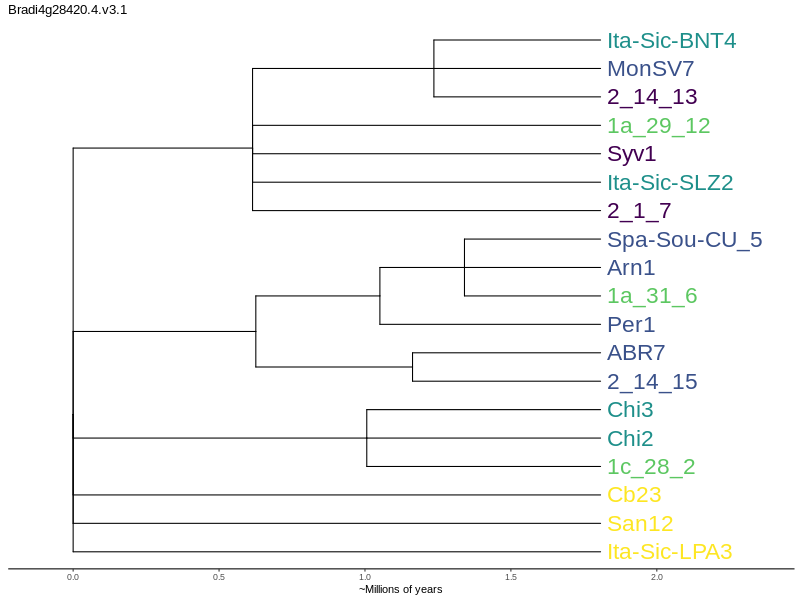 Bradi4g28420.4.v3.1
Ita-Sic-BNT4
MonSV7
2_14_13
1a_29_12
Syv1
Ita-Sic-SLZ2
2_1_7
Spa-Sou-CU_5
Arn1
1a_31_6
Per1
ABR7
2_14_15
Chi3
Chi2
1c_28_2
Cb23
San12
Ita-Sic-LPA3
0.0 0.5 1.0 1.5 2.0
~Millions of years